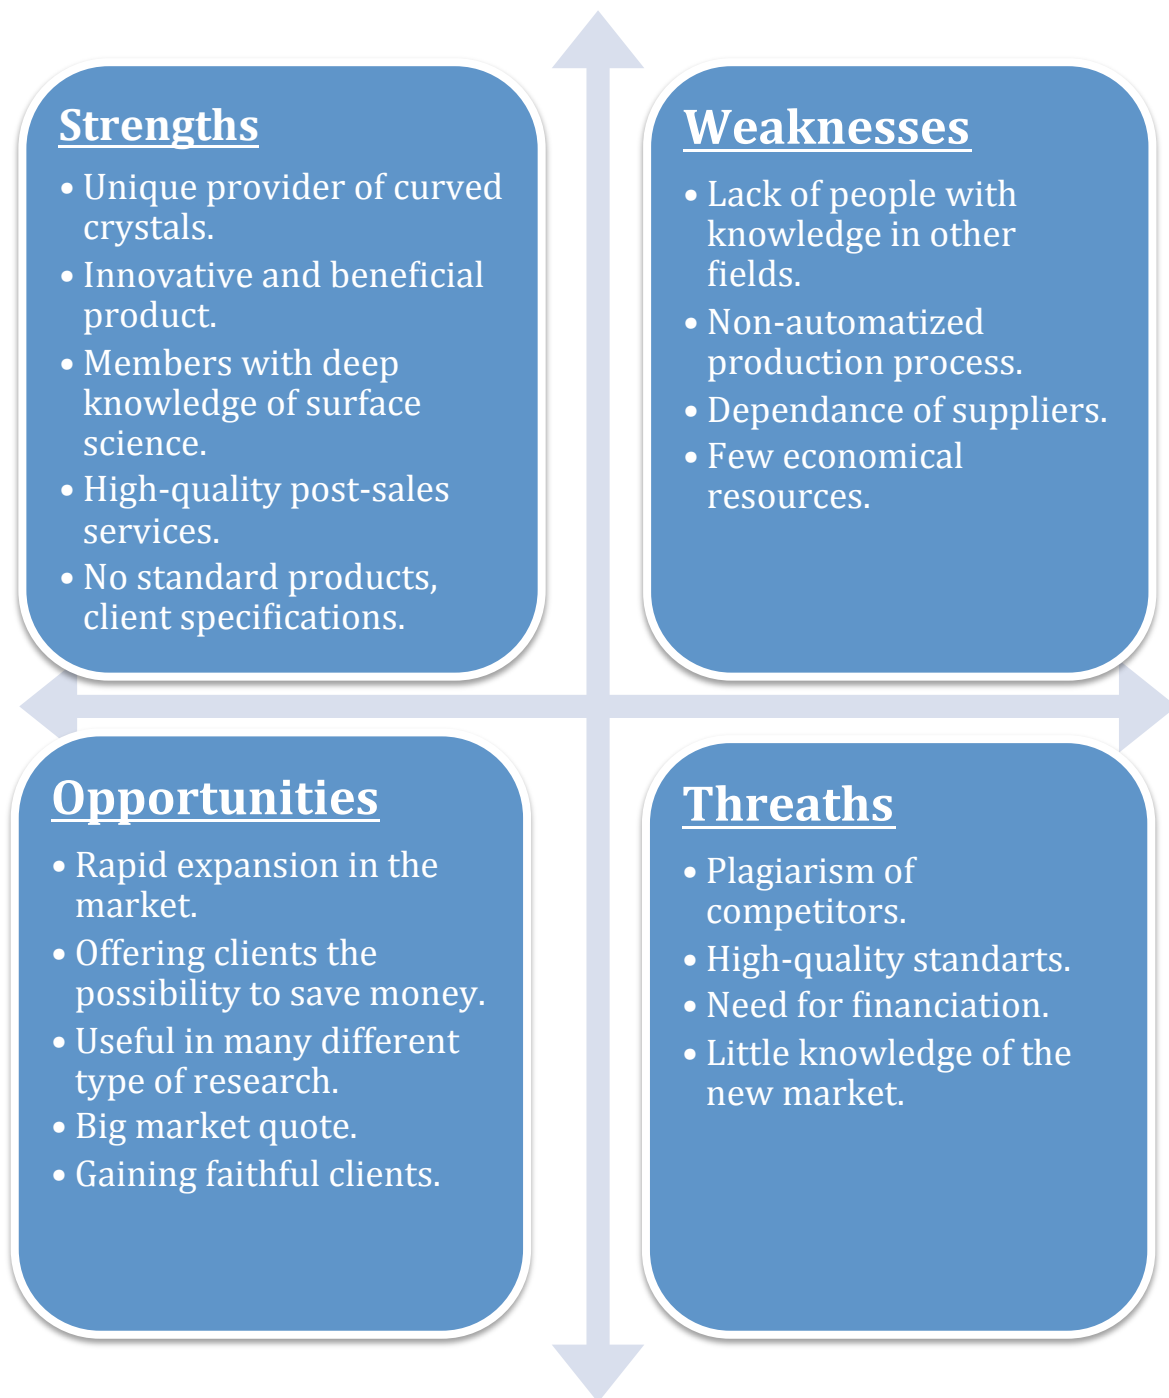 Strengths
• Unique provider of curved
crystals.
• Innovative and beneficial
product.
• Members with deep
knowledge of surface
science.
• High-quality post-sales
services.
• No standard products,
client specifications.
Weaknesses
• Lack of people with
knowledge in other
fields.
• Non-automatized
production process.
• Dependance of suppliers.
• Few economical
resources.
Opportunities
• Rapid expansion in the
market.
• Offering clients the
possibility to save money.
• Useful in many different
type of research.
• Big market quote.
• Gaining faithful clients.
Threaths
• Plagiarism of
competitors.
• High-quality standarts.
• Need for financiation.
• Little knowledge of the
new market.